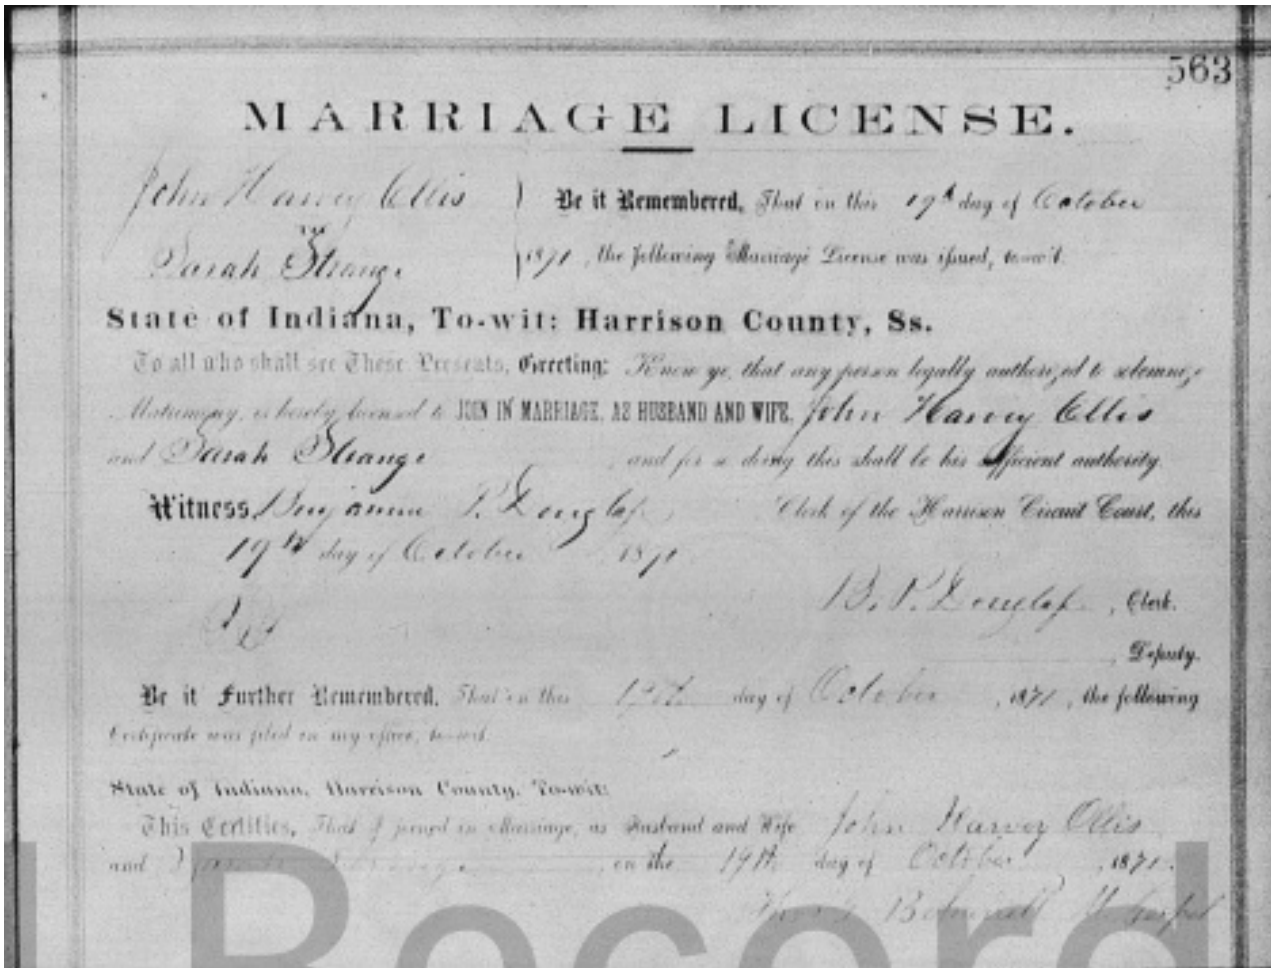 563
MARRIAGE LICENSE.
John Harvey Ellis
TO
Sarah Strange
Be it Remembered, That on this 19th day of October
1871, the following Marriage License was issued, to-wit:
State of Indiana, To-wit: Harrison County, Ss.
To all who shall see These Presents, Greeting: Know ye, that any person legally authorized to solemnize
Matrimony, is hereby licensed to JOIN IN MARRIAGE, AS HUSBAND AND WIFE, John Harvey Ellis
and Sarah Strange and for so doing this shall be his sufficient authority.
Witness, Benjamin P. Douglass Clerk of the Harrison Circuit Court, this
19th day of October 1871
B. P. Douglass, Clerk.
, Deputy.
Be it Further Remembered, That on this 19th day of October, 1871, the following
Certificate was filed in my office, to-wit:
State of Indiana, Harrison County, To-wit:
This Certifies, That I joined in Marriage, as Husband and Wife John Harvey Ellis
and Strange on the 19th day of October, 1871.
Record